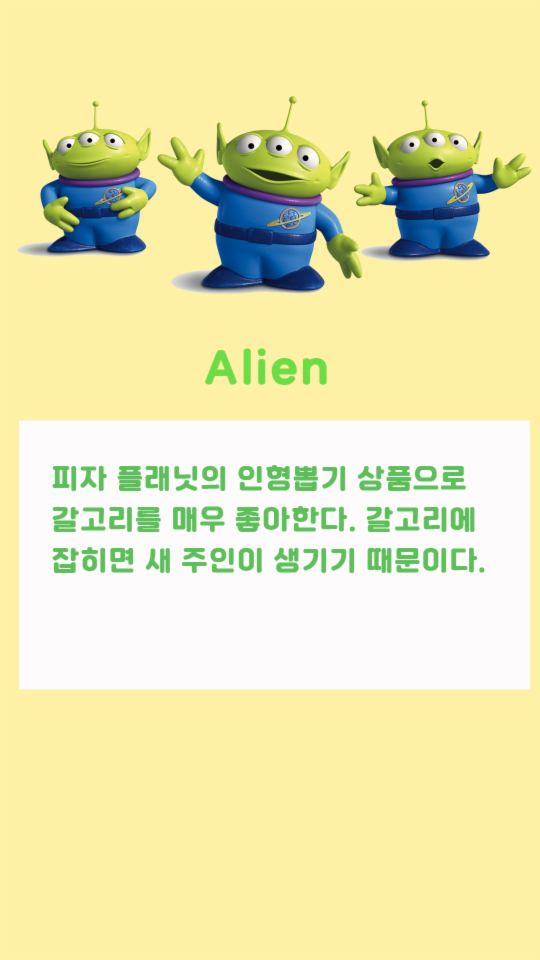 Alien
피자 플래닛의 인형뽑기 상품으로
갈고리를 매우 좋아한다. 갈고리에
잡히면 새 주인이 생기기 때문이다.